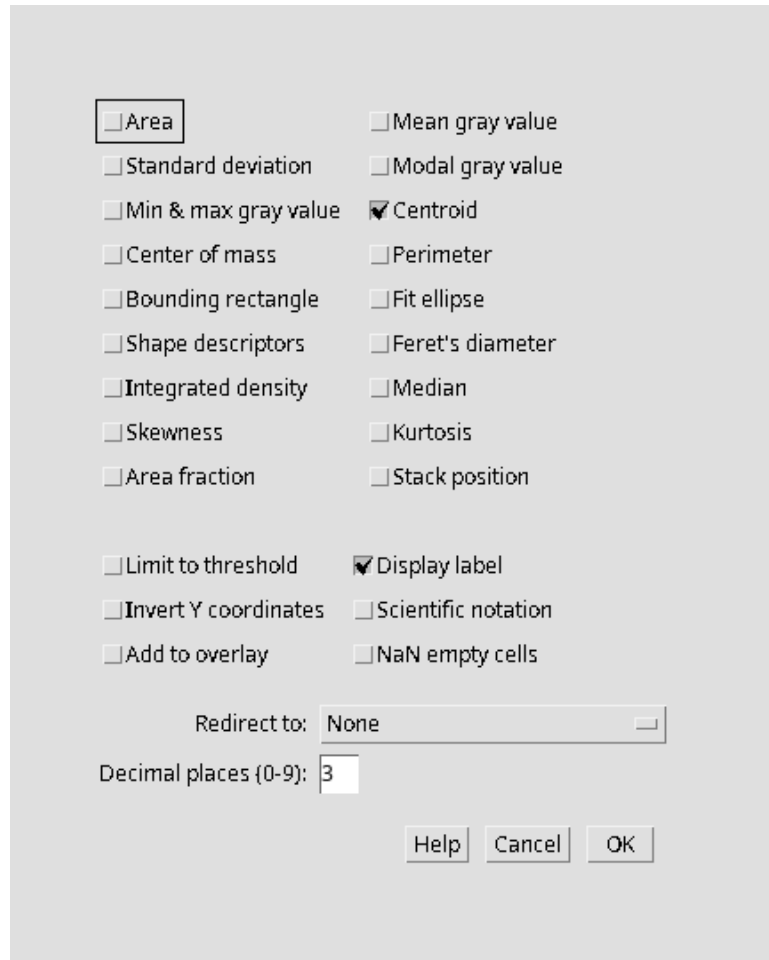 Area Mean gray value
Standard deviation Modal gray value
Min & max gray value Centroid
Center of mass Perimeter
Bounding rectangle Fit ellipse
Shape descriptors Feret's diameter
Integrated density Median
Skewness Kurtosis
Area fraction Stack position
Limit to threshold Display label
Invert Y coordinates Scientific notation
Add to overlay NaN empty cells
Redirect to: None
Decimal places (0-9): 3
Help Cancel OK